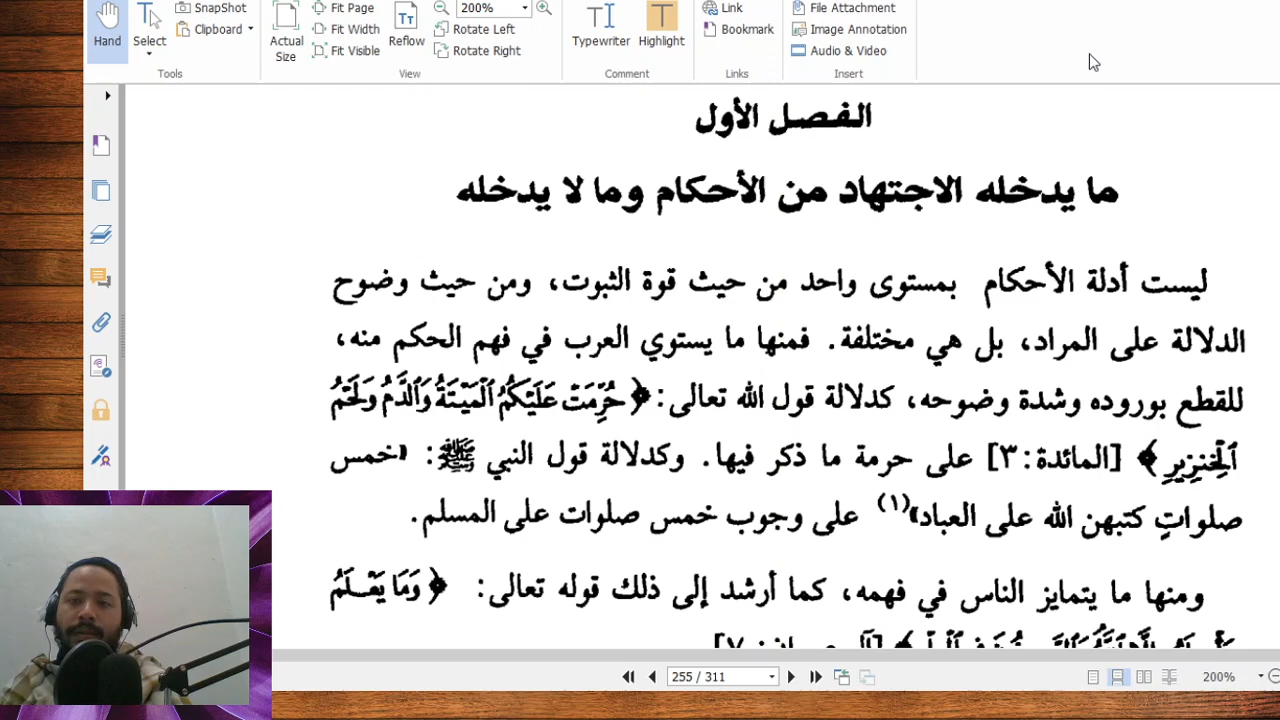 SnapShot
Clipboard
Hand
Select
Tools
Actual Size
Fit Page
Fit Width
Fit Visible
Reflow
200%
Rotate Left
Rotate Right
View
Typewriter
Highlight
Comment
Link
Bookmark
Links
File Attachment
Image Annotation
Audio & Video
Insert
الفصل الأول
ما يدخله الاجتهاد من الأحكام وما لا يدخله
ليست أدلة الأحكام بمستوى واحد من حيث قوة الثبوت، ومن حيث وضوح
الدلالة على المراد، بل هي مختلفة. فمنها ما يستوي العرب في فهم الحكم منه،
للقطع بوروده وشدة وضوحه، كدلالة قول الله تعالى: ﴿حُرِّمَتْ عَلَيْكُمُ ٱلْمَيْتَةُ وَٱلدَّمُ وَلَحْمُ
ٱلْخِنزِيرِ﴾ [المائدة:٣] على حرمة ما ذكر فيها. وكدلالة قول النبي ﷺ: «خمس
صلواتٍ كتبهن الله على العباد»(١) على وجوب خمس صلوات على المسلم.
ومنها ما يتمايز الناس في فهمه، كما أرشد إلى ذلك قوله تعالى: ﴿وَمَا يَعْلَمُ
255 / 311
200%